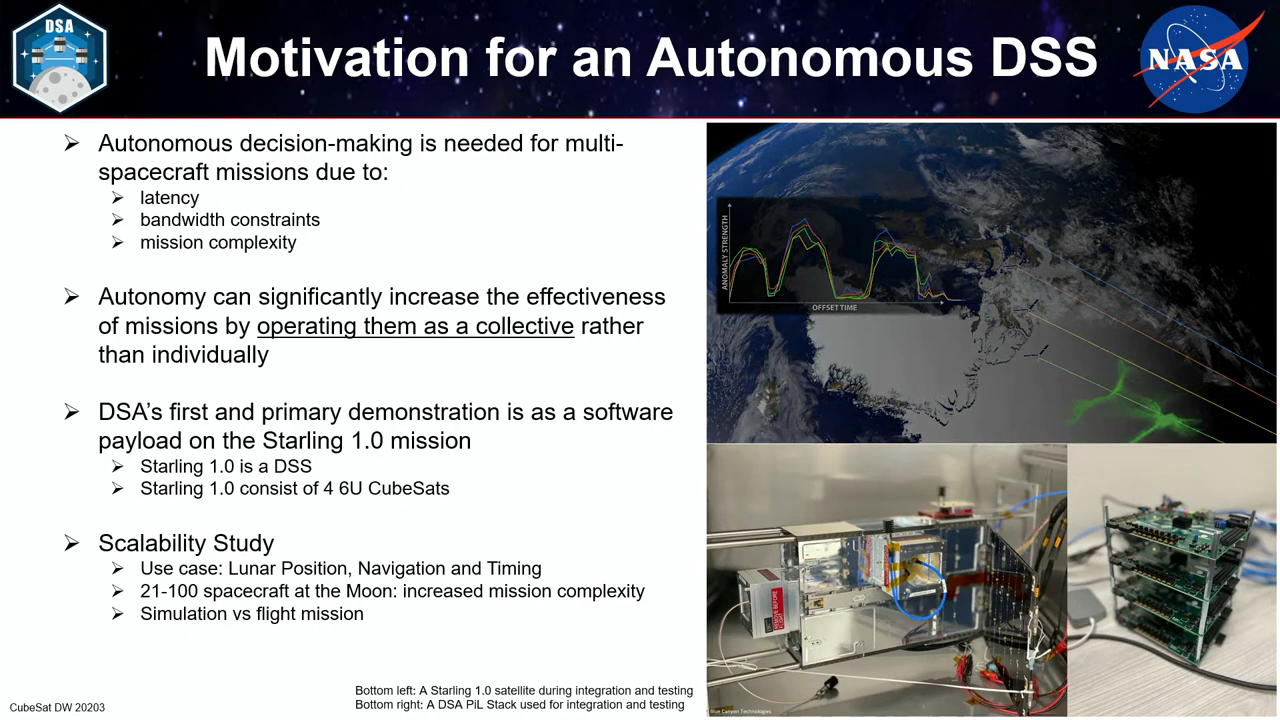 DSA
Motivation for an Autonomous DSS
NASA
Autonomous decision-making is needed for multi-
spacecraft missions due to:
latency
bandwidth constraints
mission complexity
Autonomy can significantly increase the effectiveness
of missions by operating them as a collective rather
than individually
DSA's first and primary demonstration is as a software
payload on the Starling 1.0 mission
Starling 1.0 is a DSS
Starling 1.0 consist of 4 6U CubeSats
Scalability Study
Use case: Lunar Position, Navigation and Timing
21-100 spacecraft at the Moon: increased mission complexity
Simulation vs flight mission
ANOMALY STRENGTH
OFFSET TIME
REMOVE BEFORE
FLIGHT
Blue Canyon Technologies
Bottom left: A Starling 1.0 satellite during integration and testing
Bottom right: A DSA PiL Stack used for integration and testing
CubeSat DW 20203